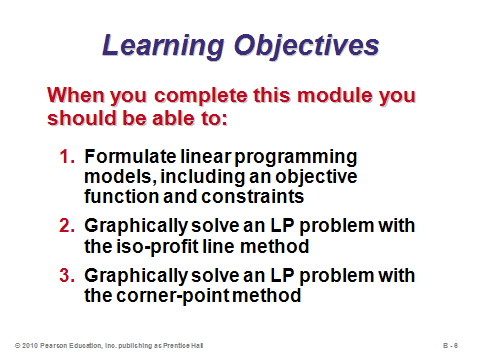 Learning Objectives
When you complete this module you
should be able to:
1. Formulate linear programming
models, including an objective
function and constraints
2. Graphically solve an LP problem with
the iso-profit line method
3. Graphically solve an LP problem with
the corner-point method
© 2010 Pearson Education, Inc. publishing as Prentice Hall
B - 6